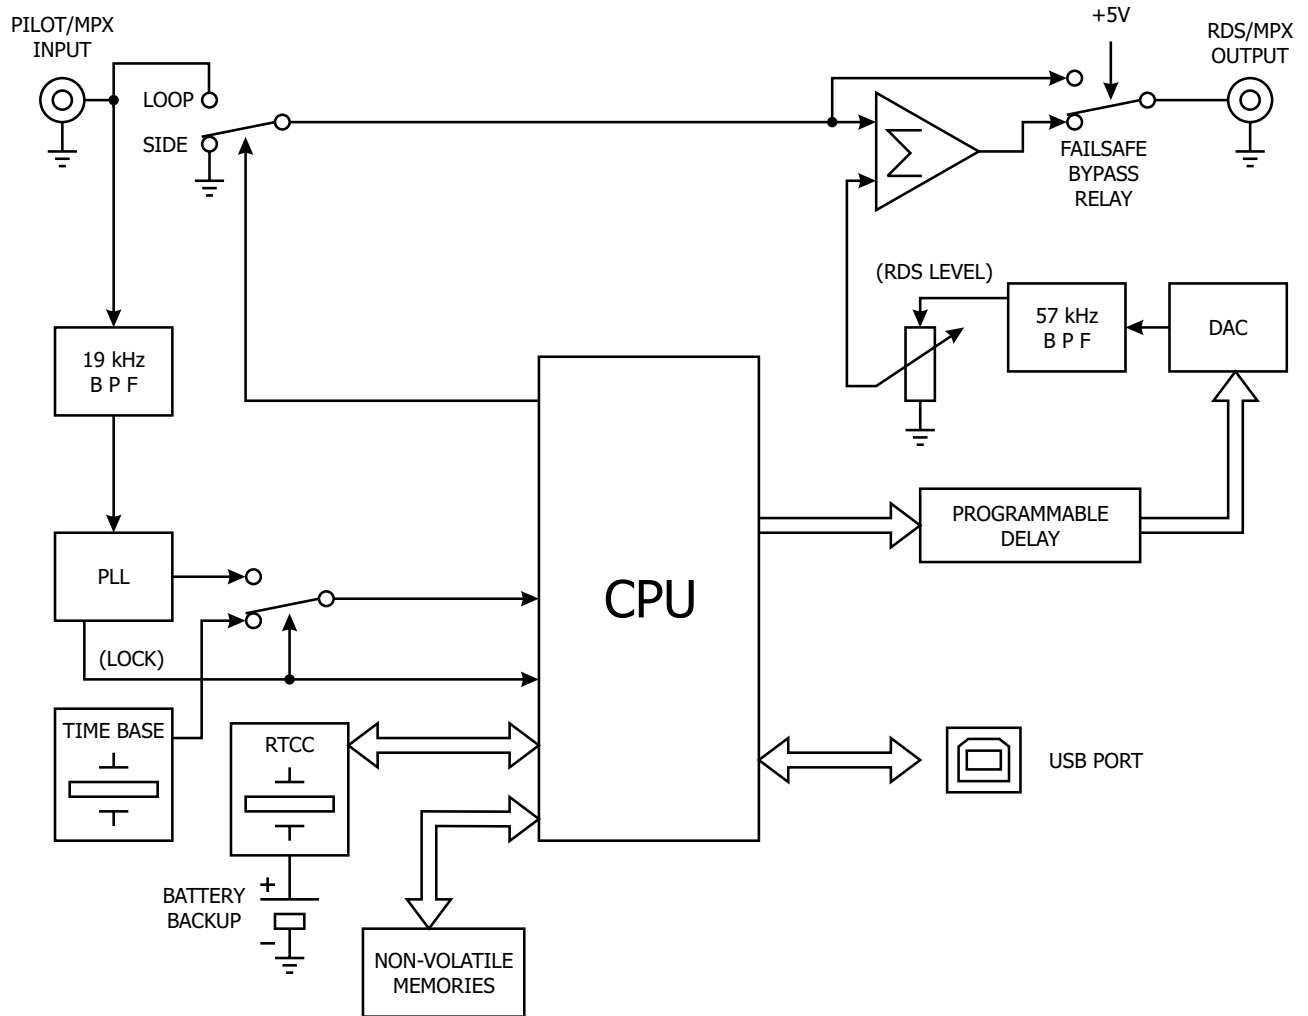 PILOT/MPX
INPUT
+5V
RDS/MPX
OUTPUT
LOOP
SIDE
Σ
FAILSAFE
BYPASS
RELAY
(RDS LEVEL)
57 kHz
B P F
DAC
19 kHz
B P F
PROGRAMMABLE
DELAY
PLL
CPU
(LOCK)
TIME BASE
RTCC
USB PORT
BATTERY
BACKUP
+
−
NON-VOLATILE
MEMORIES